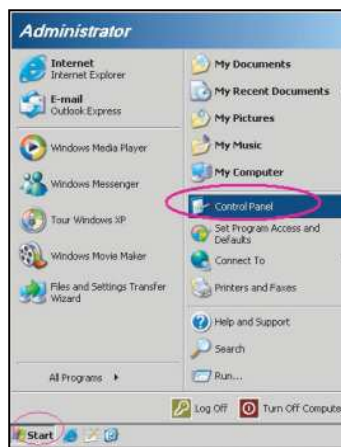 Administrator
Internet
Internet Explorer
E-mail
Outlook Express
Windows Media Player
Windows Messenger
Tour Windows XP
Windows Movie Maker
Files and Settings Transfer
Wizard
All Programs
My Documents
My Recent Documents
My Pictures
My Music
My Computer
Control Panel
Set Program Access and
Defaults
Connect To
Printers and Faxes
Help and Support
Search
Run...
Log Off
Turn Off Compute
Start